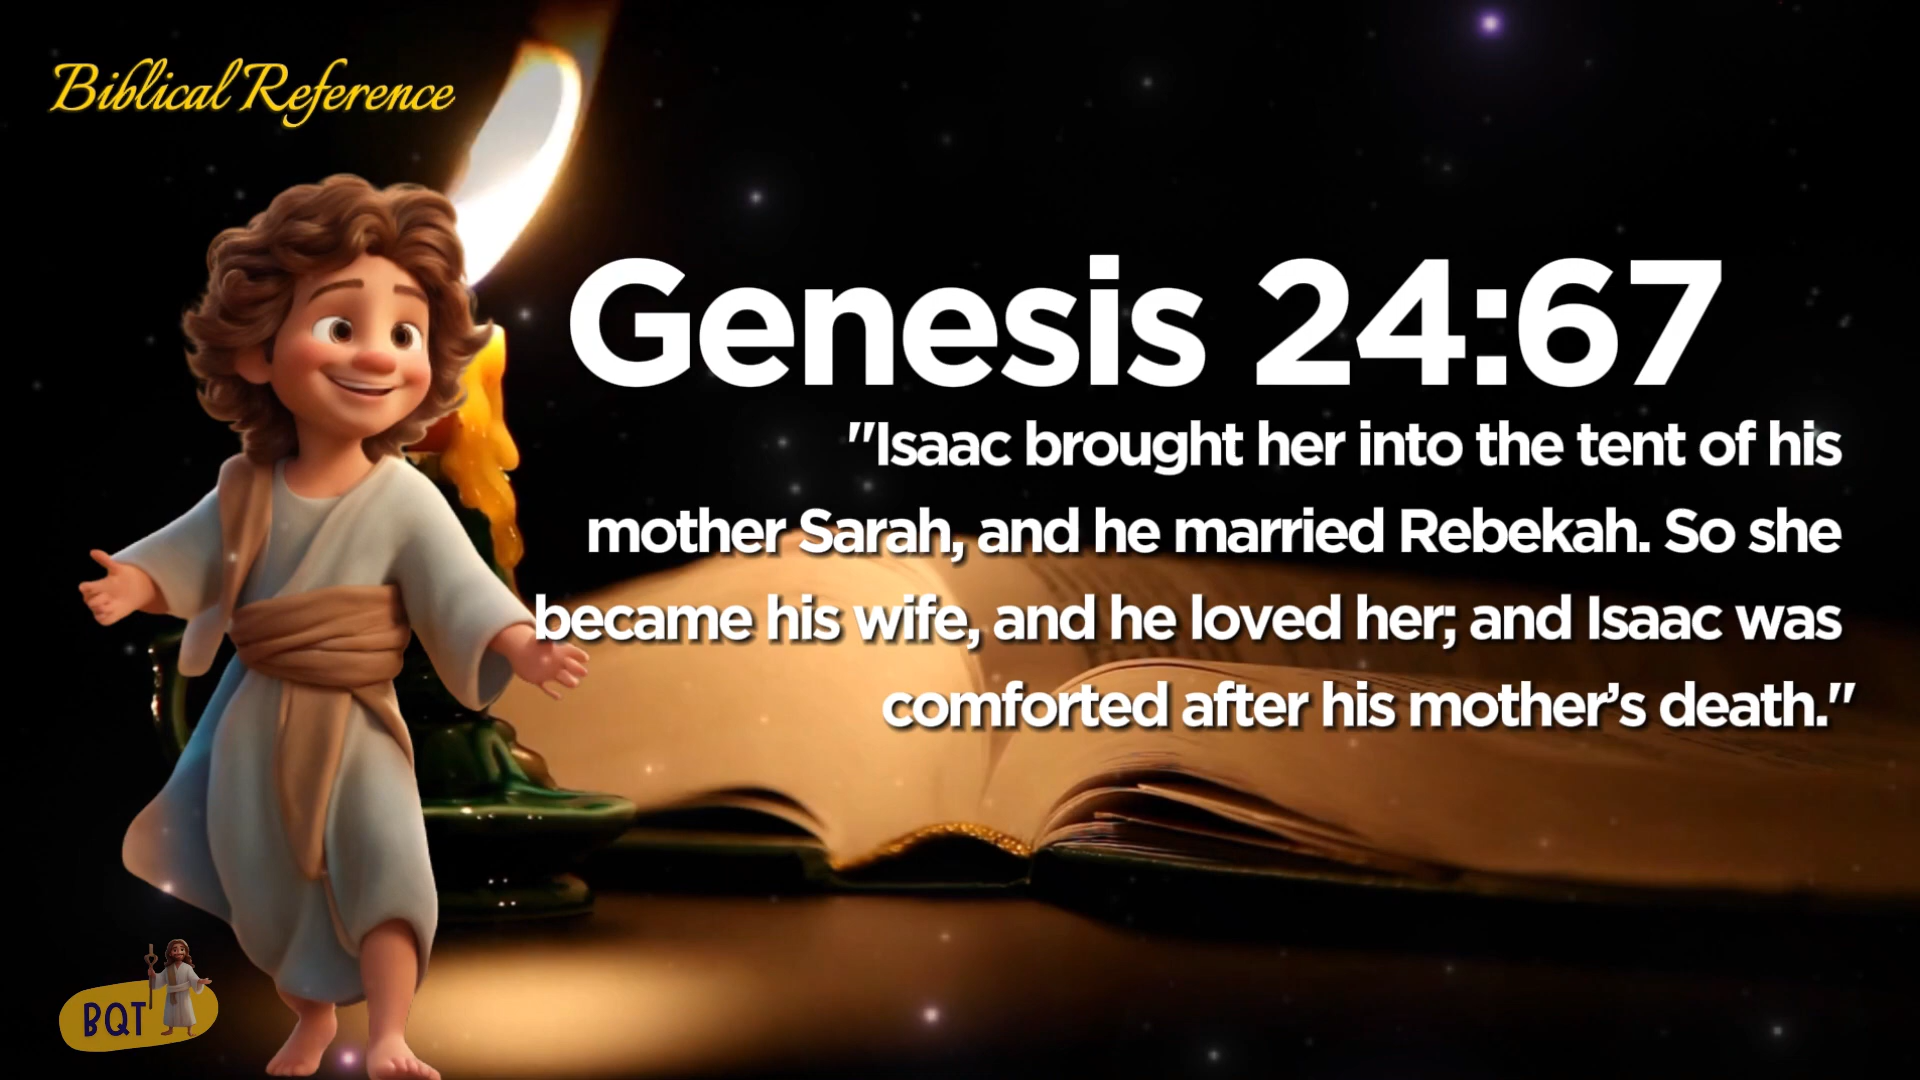 Biblical Reference
Genesis 24:67
"Isaac brought her into the tent of his
mother Sarah, and he married Rebekah. So she
became his wife, and he loved her; and Isaac was
comforted after his mother’s death."
BQT